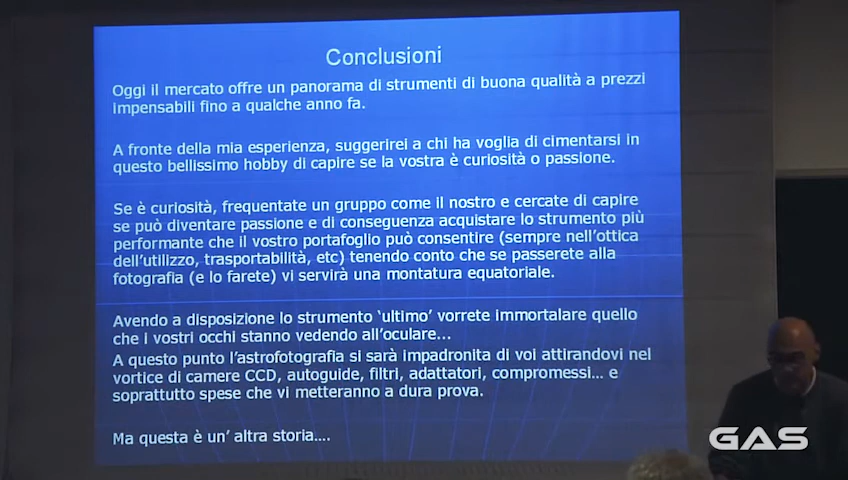 Conclusioni
Oggi il mercato offre un panorama di strumenti di buona qualità a prezzi
impensabili fino a qualche anno fa.
A fronte della mia esperienza, suggerirei a chi ha voglia di cimentarsi in
questo bellissimo hobby di capire se la vostra è curiosità o passione.
Se è curiosità, frequentate un gruppo come il nostro e cercate di capire
se può diventare passione e di conseguenza acquistare lo strumento più
performante che il vostro portafoglio può consentire (sempre nell'ottica
dell'utilizzo, trasportabilità, etc) tenendo conto che se passerete alla
fotografia (e lo farete) vi servirà una montatura equatoriale.
Avendo a disposizione lo strumento 'ultimo' vorrete immortalare quello
che i vostri occhi stanno vedendo all'oculare...
A questo punto l'astrofotografia si sarà impadronita di voi attirandovi nel
vortice di camere CCD, autoguide, filtri, adattatori, compromessi... e
soprattutto spese che vi metteranno a dura prova.
Ma questa è un' altra storia....
GAS